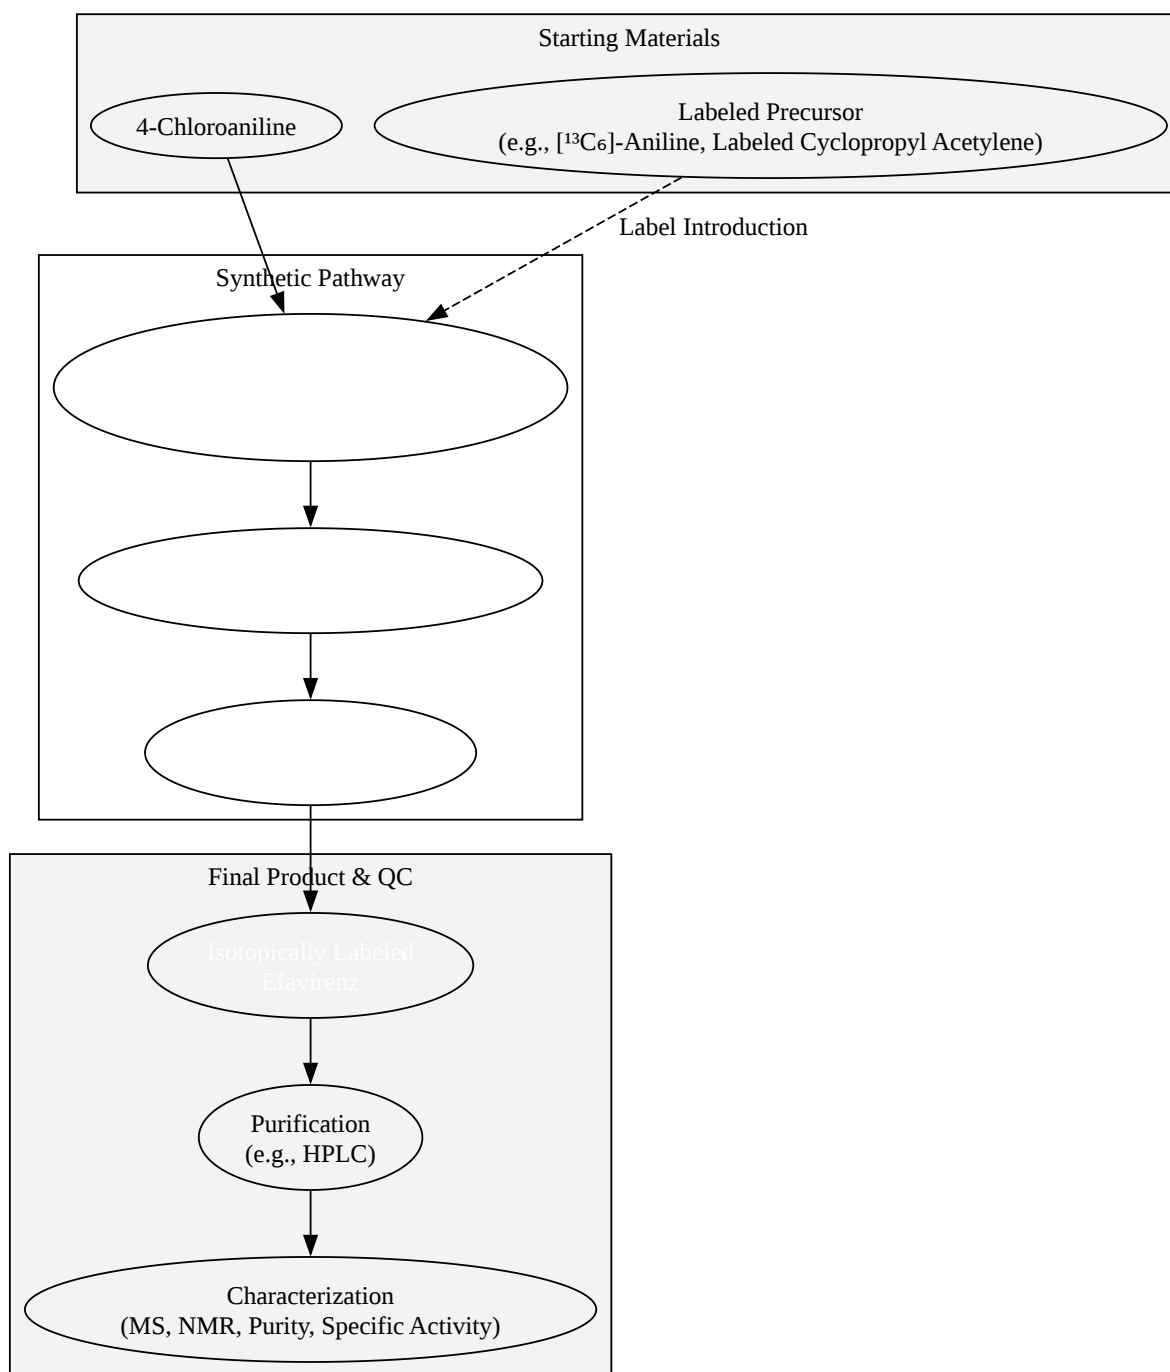 Starting Materials
4-Chloroaniline
Labeled Precursor
(e.g., [¹³C₆]-Aniline, Labeled Cyclopropyl Acetylene)
Label Introduction
Synthetic Pathway
Final Product & QC
Isotopically Labeled
Efavirenz
Purification
(e.g., HPLC)
Characterization
(MS, NMR, Purity, Specific Activity)